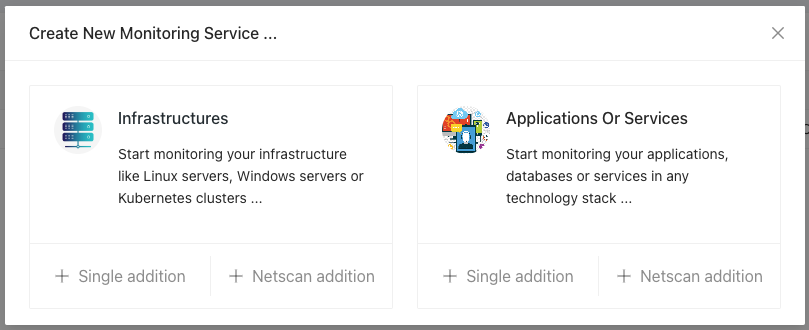 Create New Monitoring Service ...
Infrastructures
Start monitoring your infrastructure
like Linux servers, Windows servers or
Kubernetes clusters ...
+ Single addition
+ Netscan addition
Applications Or Services
Start monitoring your applications,
databases or services in any
technology stack ...
+ Single addition
+ Netscan addition